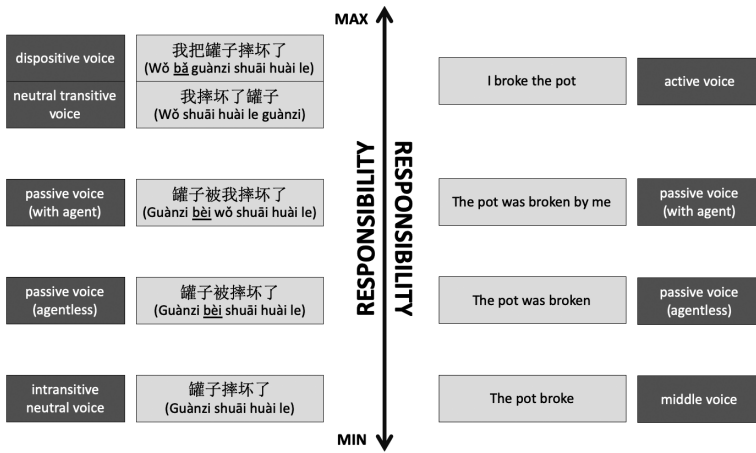 MAX
dispositive voice
我把罐子摔坏了
(Wǒ bǎ guànzi shuāi huài le)
neutral transitive
voice
我摔坏了罐子
(Wǒ shuāi huài le guànzi)
I broke the pot
active voice
passive voice
(with agent)
罐子被我摔坏了
(Guànzi bèi wǒ shuāi huài le)
RESPONSIBILITY
RESPONSIBILITY
The pot was broken by me
passive voice
(with agent)
passive voice
(agentless)
罐子被摔坏了
(Guànzi bèi shuāi huài le)
The pot was broken
passive voice
(agentless)
intransitive
neutral voice
罐子摔坏了
(Guànzi shuāi huài le)
The pot broke
middle voice
MIN